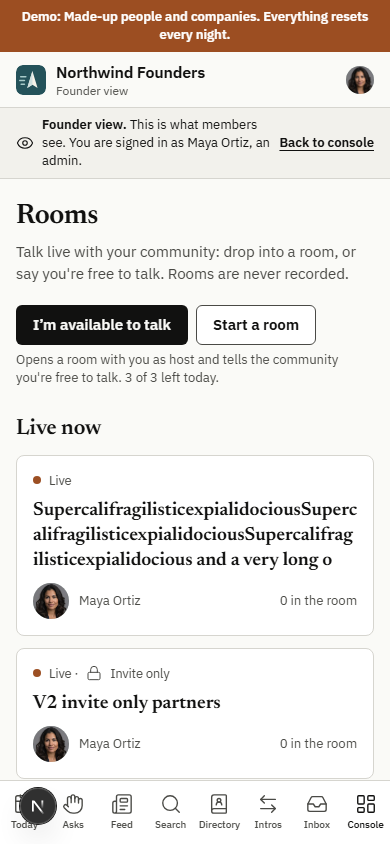 Demo: Made-up people and companies. Everything resets
every night.
Northwind Founders
Founder view
Founder view. This is what members
see. You are signed in as Maya Ortiz, an
admin.
Back to console
Rooms
Talk live with your community: drop into a room, or
say you're free to talk. Rooms are never recorded.
I'm available to talk
Start a room
Opens a room with you as host and tells the community
you're free to talk. 3 of 3 left today.
Live now
Live
SupercalifragilisticexpialidociousSuperc
alifragilisticexpialidociousSupercalifrag
ilisticexpialidocious and a very long o
Maya Ortiz
0 in the room
Live · Invite only
V2 invite only partners
Maya Ortiz
0 in the room
N
Today
Asks
Feed
Search
Directory
Intros
Inbox
Console